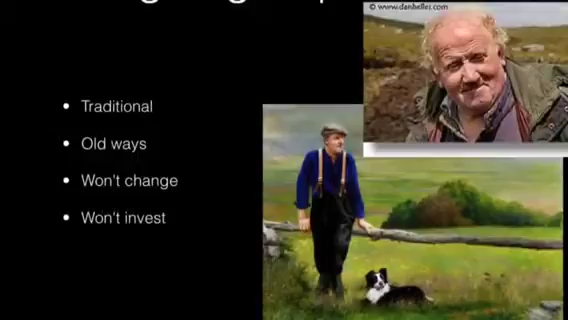 © www.danheller.com
• Traditional
• Old ways
• Won't change
• Won't invest